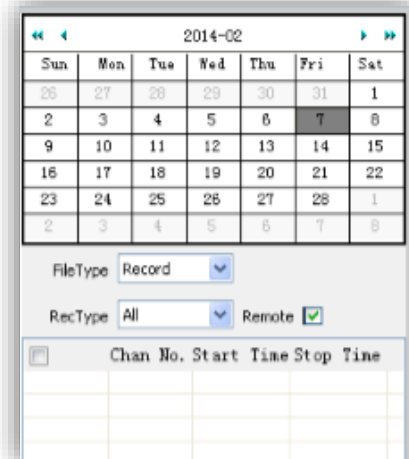 2014-02
Sun Mon Tue Wed Thu Fri Sat
26 27 28 29 30 31 1
2 3 4 5 6 7 8
9 10 11 12 13 14 15
16 17 18 19 20 21 22
23 24 25 26 27 28 1
2 3 4 5 6 7 8
FileType Record
RecType All Remote
Chan No. Start Time Stop Time